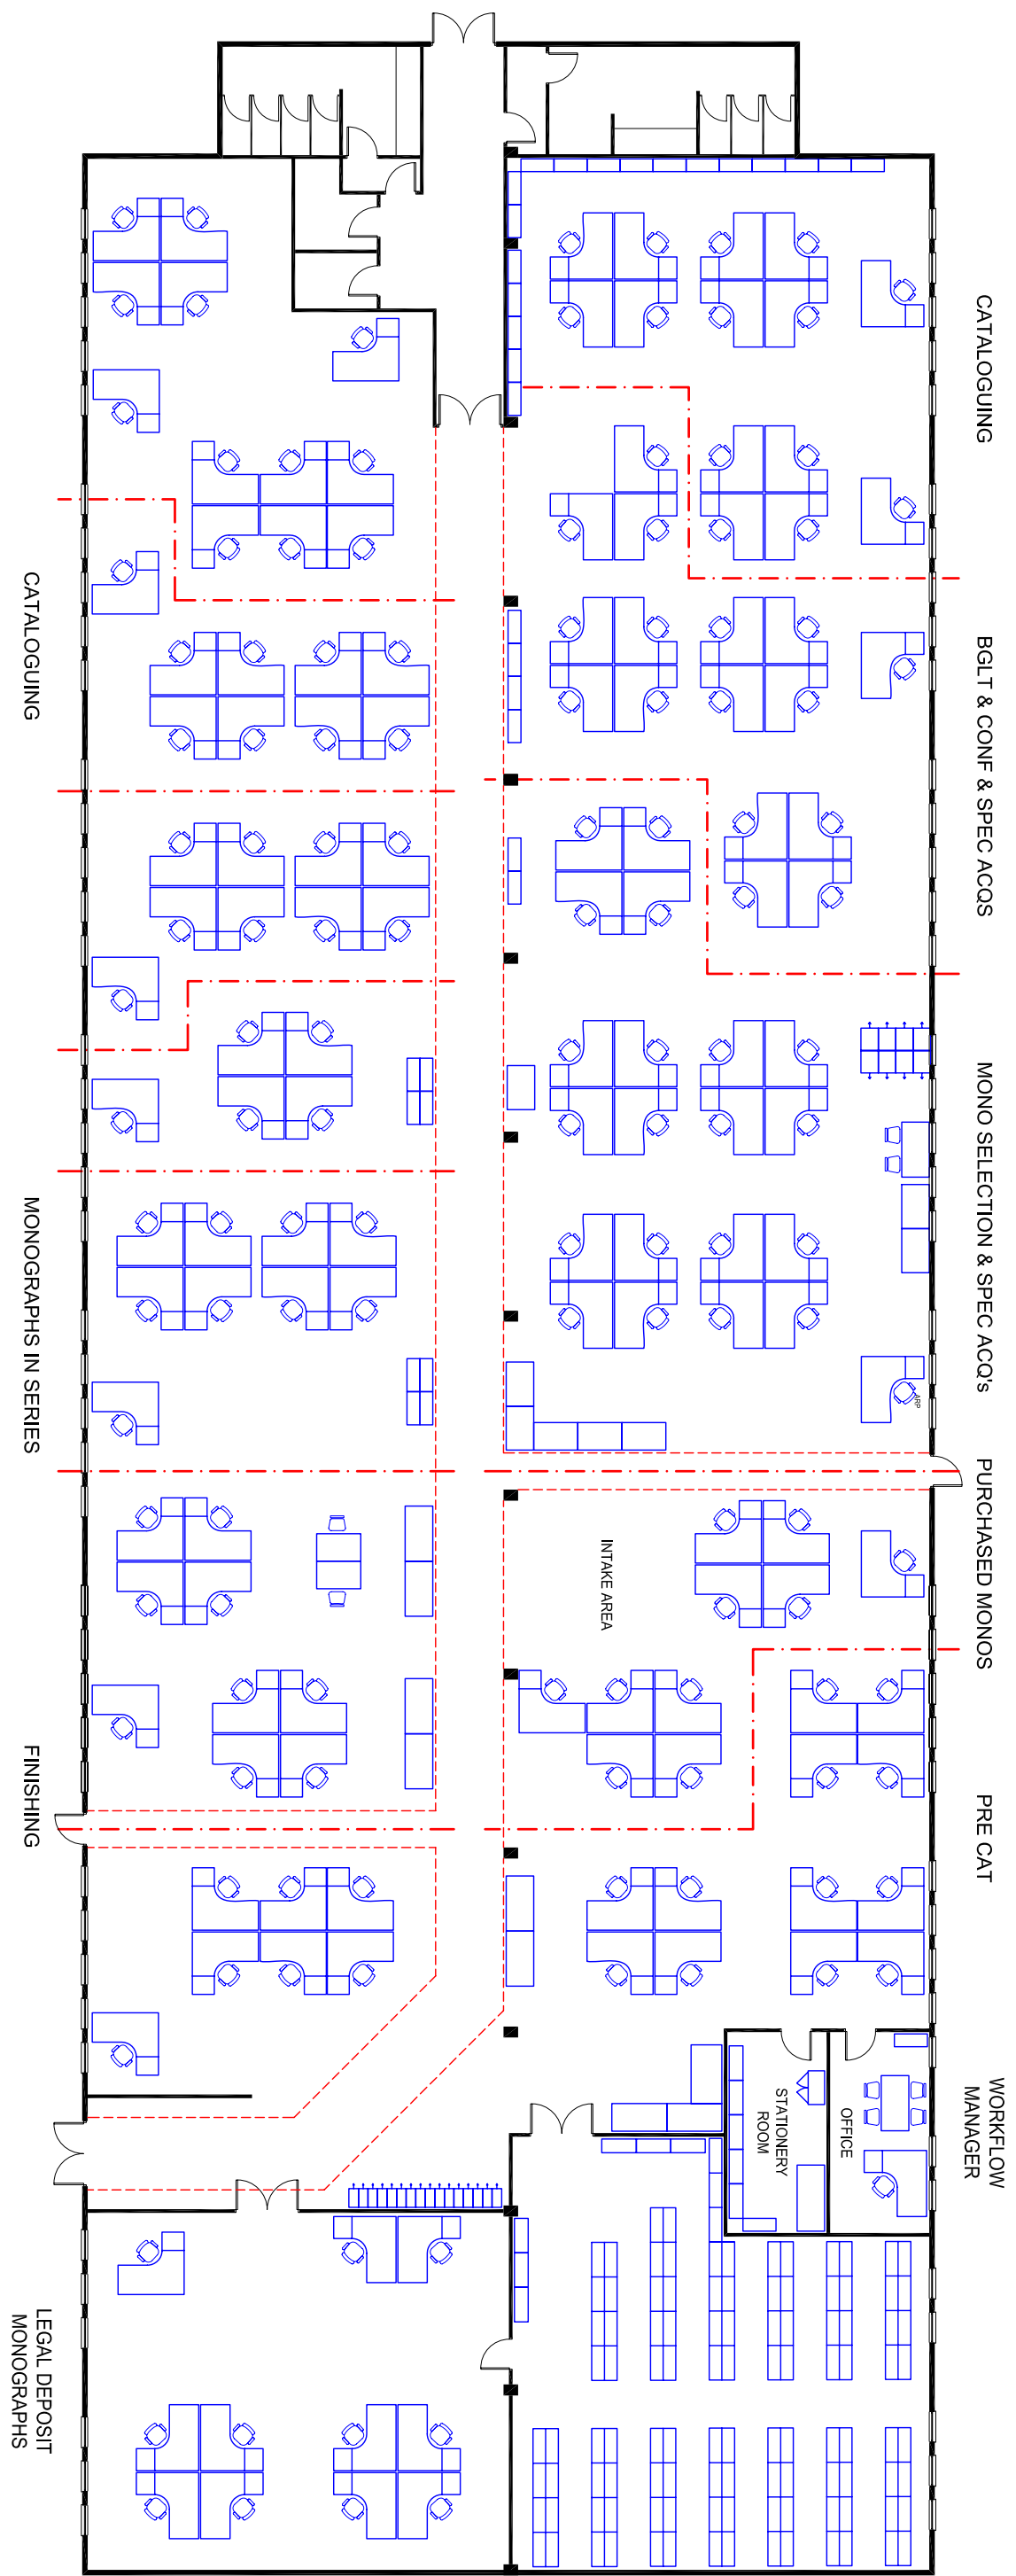 CATALOGUING
BGLT & CONF & SPEC ACQS
MONO SELECTION & SPEC ACQ's
PURCHASED MONOS
PRE CAT
WORKFLOW
MANAGER
ARP
INTAKE AREA
OFFICE
STATIONERY
ROOM
CATALOGUING
MONOGRAPHS IN SERIES
FINISHING
LEGAL DEPOSIT
MONOGRAPHS